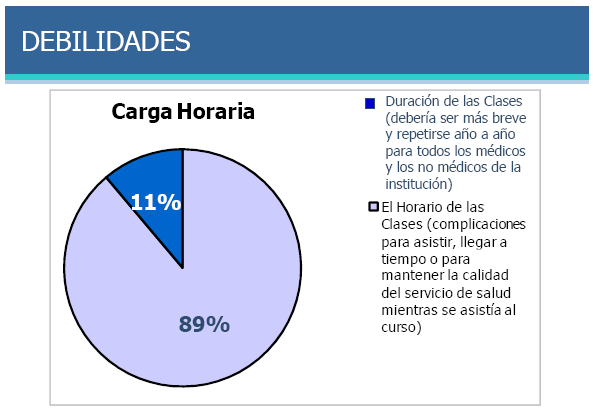 DEBILIDADES
Carga Horaria
11%
89%
Duración de las Clases
(debería ser más breve
y repetirse año a año
para todos los médicos
y los no médicos de la
institución)
El Horario de las
Clases (complicaciones
para asistir, llegar a
tiempo o para
mantener la calidad
del servicio de salud
mientras se asistía al
curso)